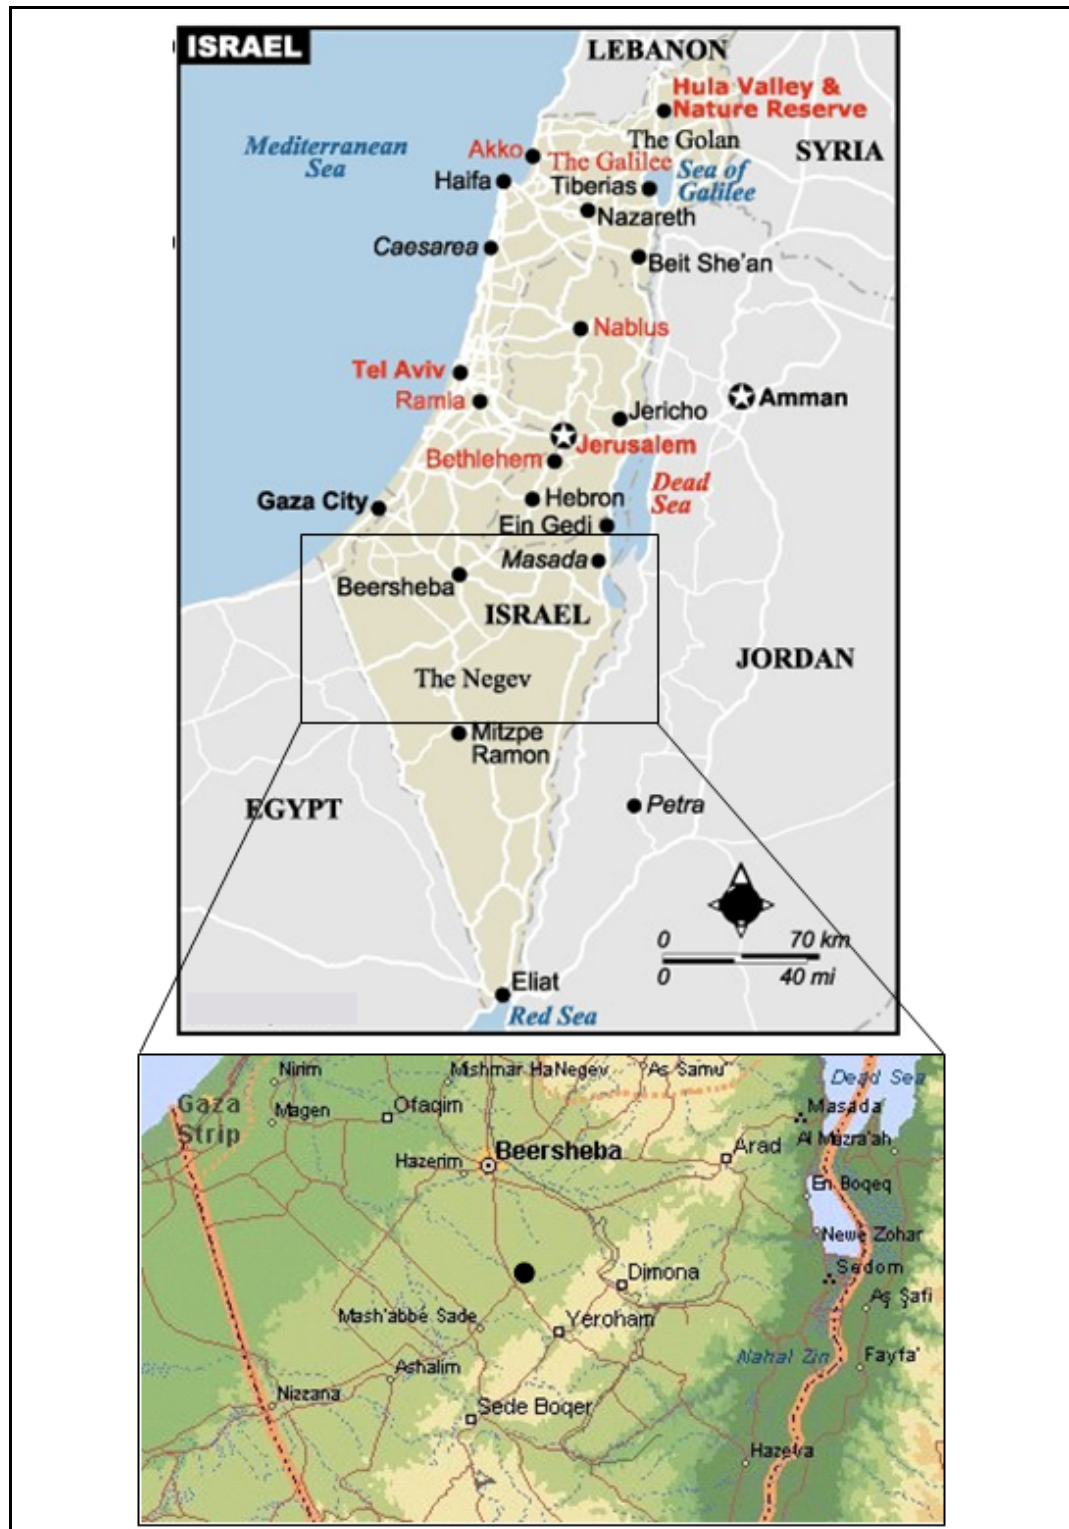 ISRAEL
LEBANON
Hula Valley &
Nature Reserve
The Golan
SYRIA
Mediterranean
Sea
Akko
The Galilee
Sea of
Galilee
Haifa
Tiberias
Nazareth
Caesarea
Beit She'an
Nablus
Tel Aviv
Ramla
Amman
Jericho
Jerusalem
Bethlehem
Dead
Sea
Gaza City
Hebron
Ein Gedi
Masada
Beersheba
ISRAEL
JORDAN
The Negev
Mitzpe
Ramon
EGYPT
Petra
0 70 km
0 40 mi
Eliat
Red Sea
Nirim
Mishmar HaNegev
As Samu'
Dead Sea
Gaza
Strip
Magen
Ofaqim
Masada
Al Mazra'ah
Beersheba
Arad
Hazerim
En Boqeq
Newe Zohar
Sedom
Dimona
Aş Şafi
Mash'abbé Sade
Yeroham
Nahal Zin
Fayfa'
Ashalim
Nizzana
Sede Boqer
Hazeva